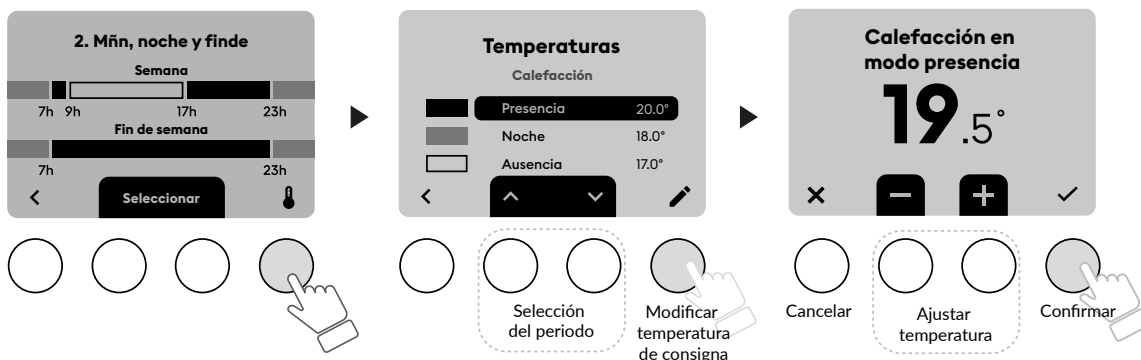 2. Mñn, noche y finde
Semana
7h 9h 17h 23h
Fin de semana
7h 23h
Seleccionar
Temperaturas
Calefacción
Presencia 20.0°
Noche 18.0°
Ausencia 17.0°
Selección
del periodo
Modificar
temperatura
de consigna
Calefacción en
modo presencia
19.5°
Cancelar
Ajustar
temperatura
Confirmar